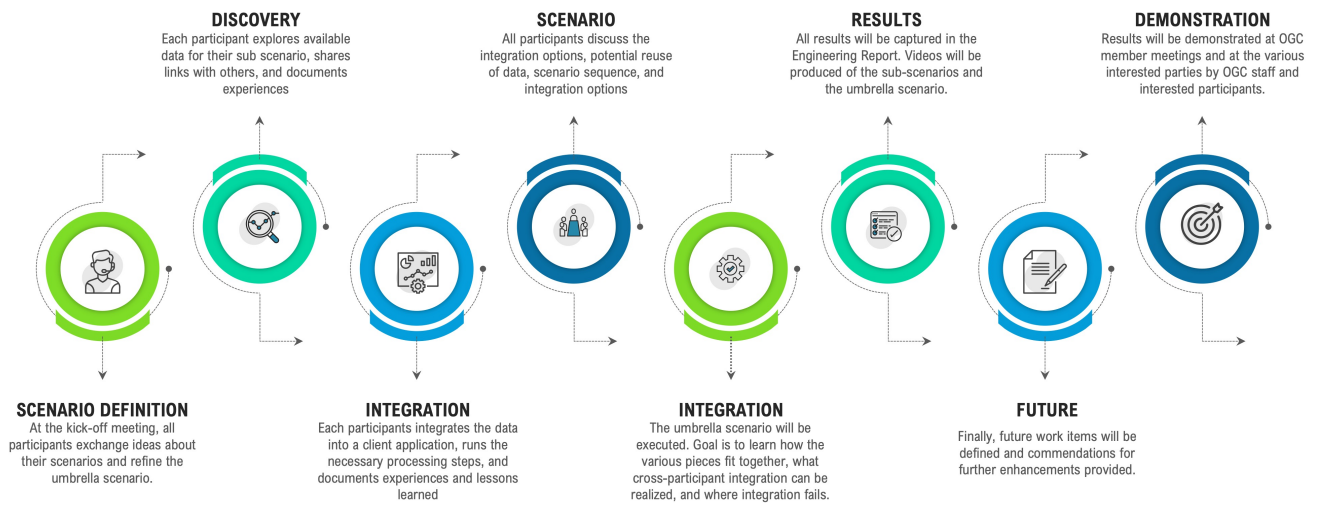 DISCOVERY
Each participant explores available
data for their sub scenario, shares
links with others, and documents
experiences
SCENARIO
All participants discuss the
integration options, potential reuse
of data, scenario sequence, and
integration options
RESULTS
All results will be captured in the
Engineering Report. Videos will be
produced of the sub-scenarios and
the umbrella scenario.
DEMONSTRATION
Results will be demonstrated at OGC
member meetings and at the various
interested parties by OGC staff and
interested participants.
SCENARIO DEFINITION
At the kick-off meeting, all
participants exchange ideas about
their scenarios and refine the
umbrella scenario.
INTEGRATION
Each participants integrates the data
into a client application, runs the
necessary processing steps, and
documents experiences and lessons
learned
INTEGRATION
The umbrella scenario will be
executed. Goal is to learn how the
various pieces fit together, what
cross-participant integration can be
realized, and where integration fails.
FUTURE
Finally, future work items will be
defined and commendations for
further enhancements provided.